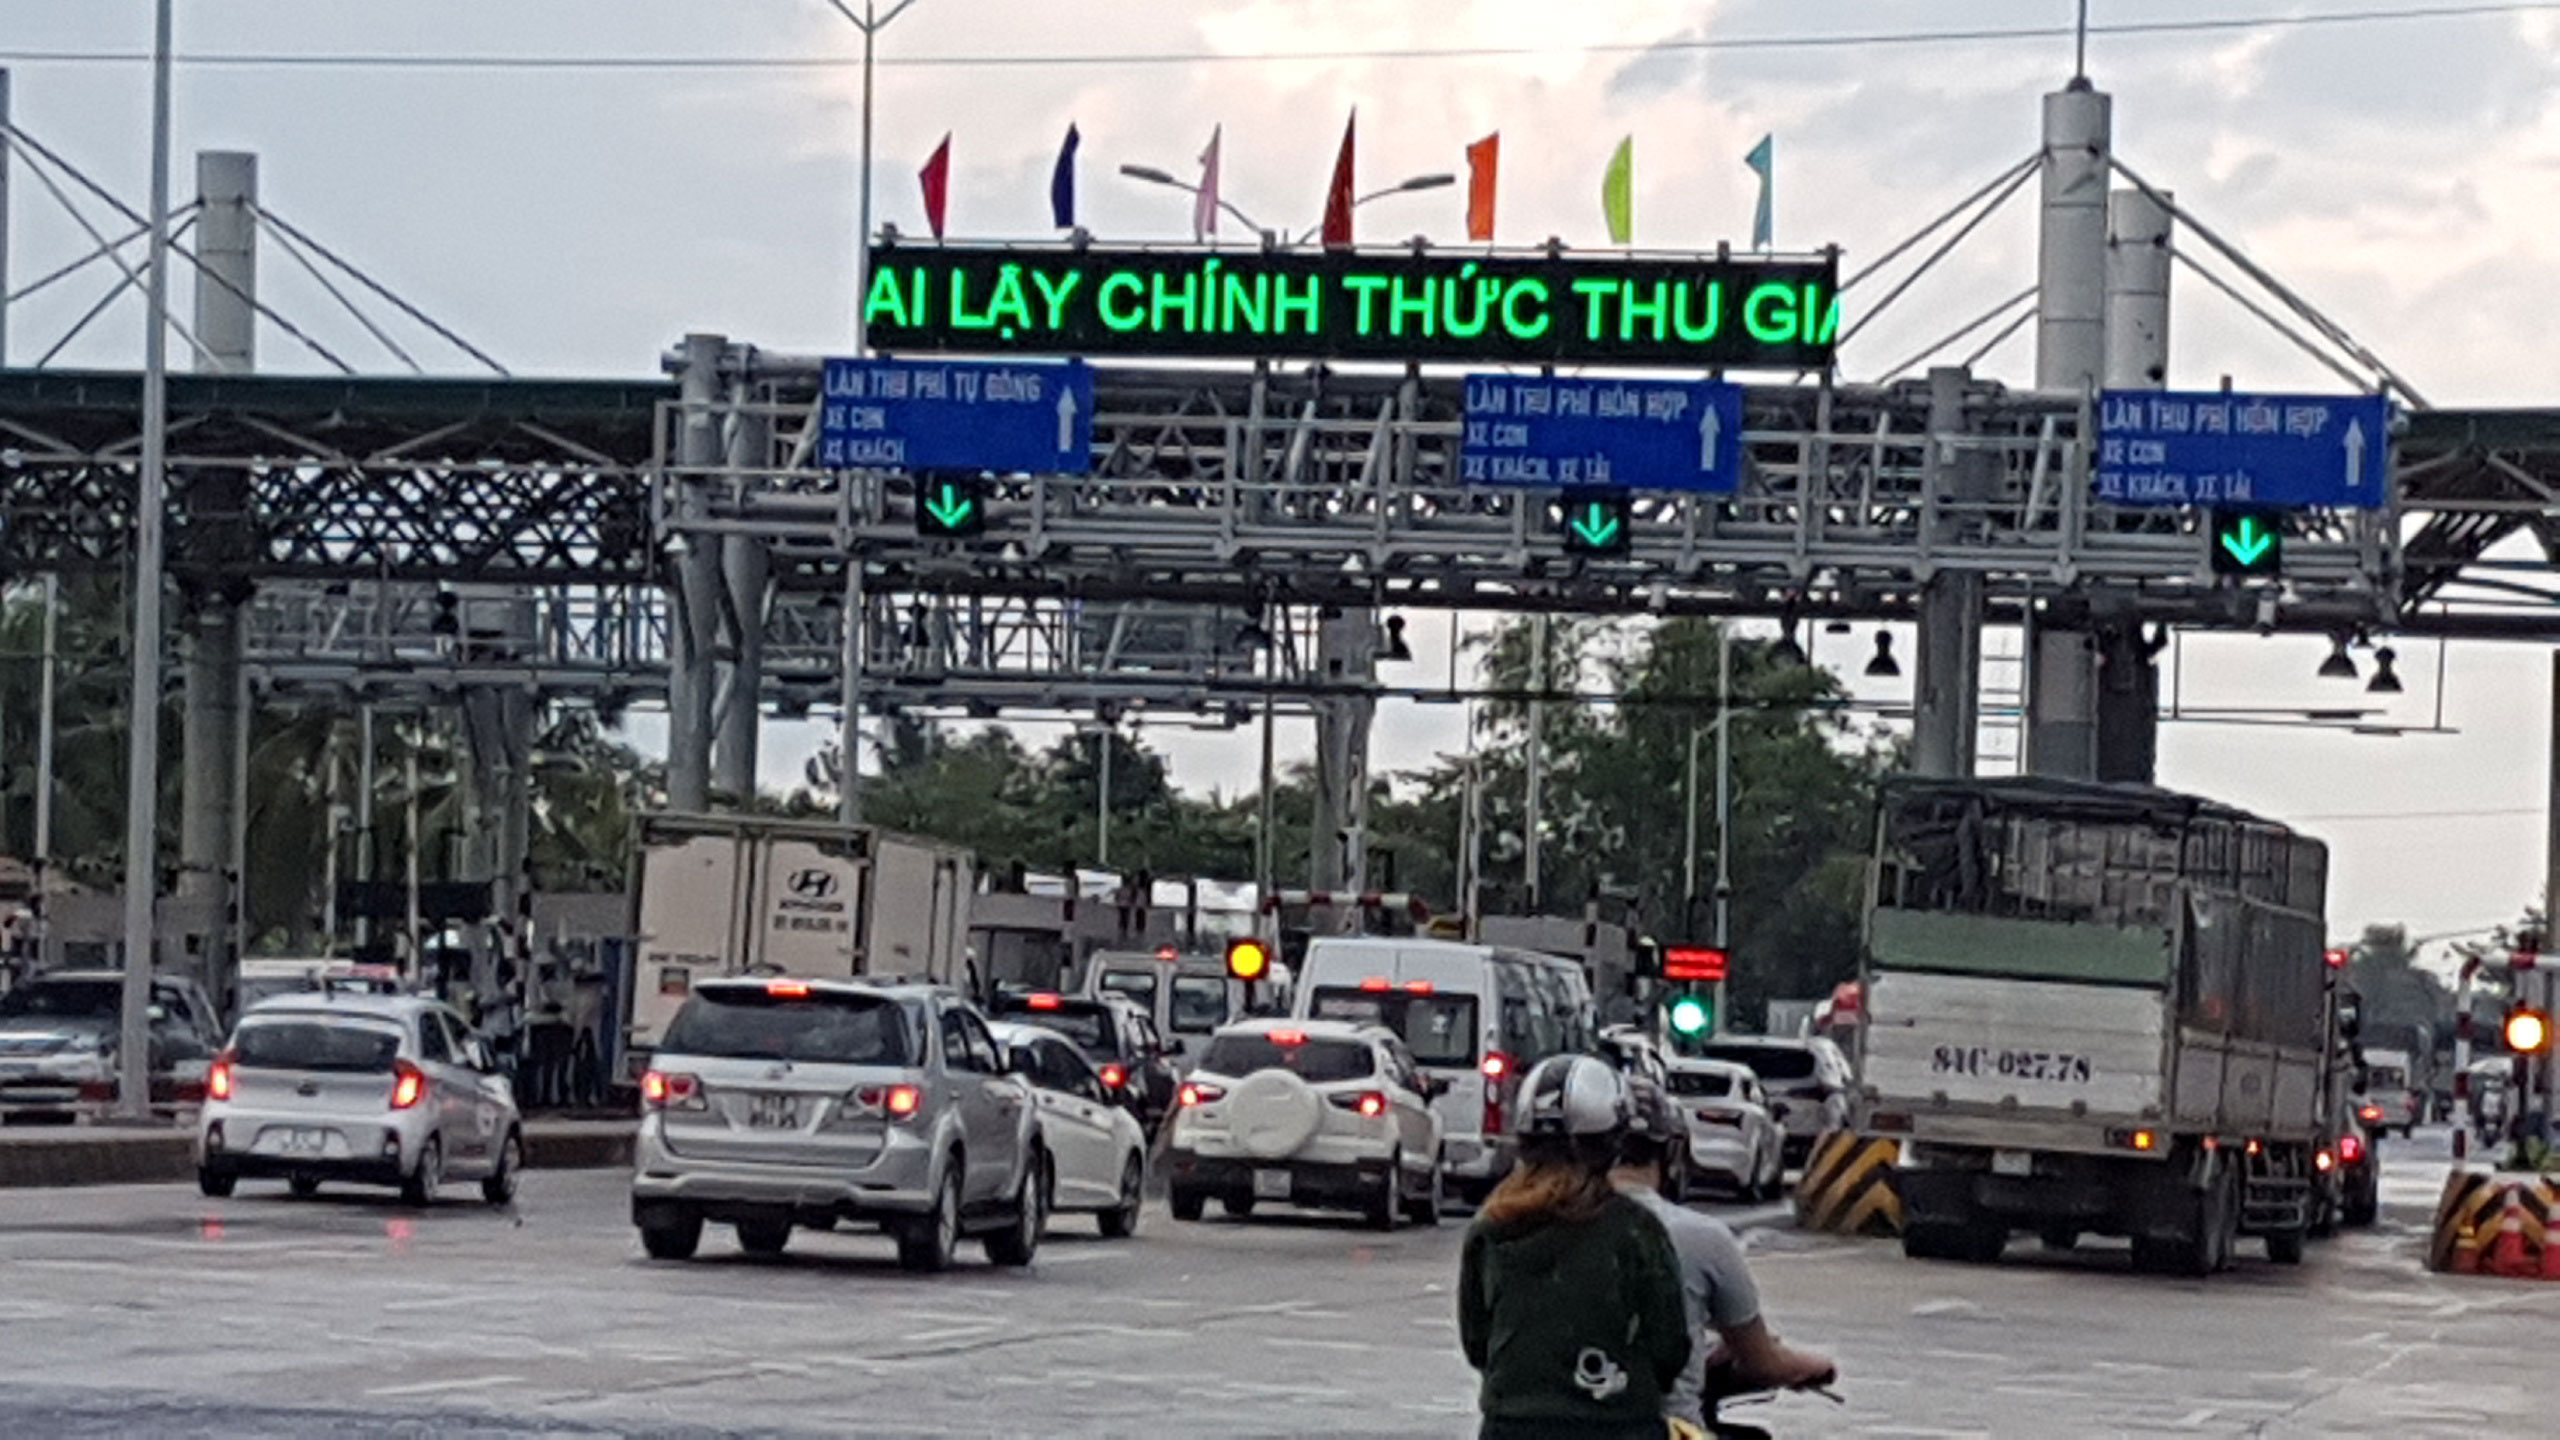 AI LẬY CHÍNH THỨC THU GIA
LÀN THU PHÍ TỰ ĐỘNG
XE CON
XE KHÁCH
LÀN THU PHÍ HỖN HỢP
XE CON
XE KHÁCH, XE TẢI
LÀN THU PHÍ HỖN HỢP
XE CON
XE KHÁCH, XE TẢI
81C-027.78